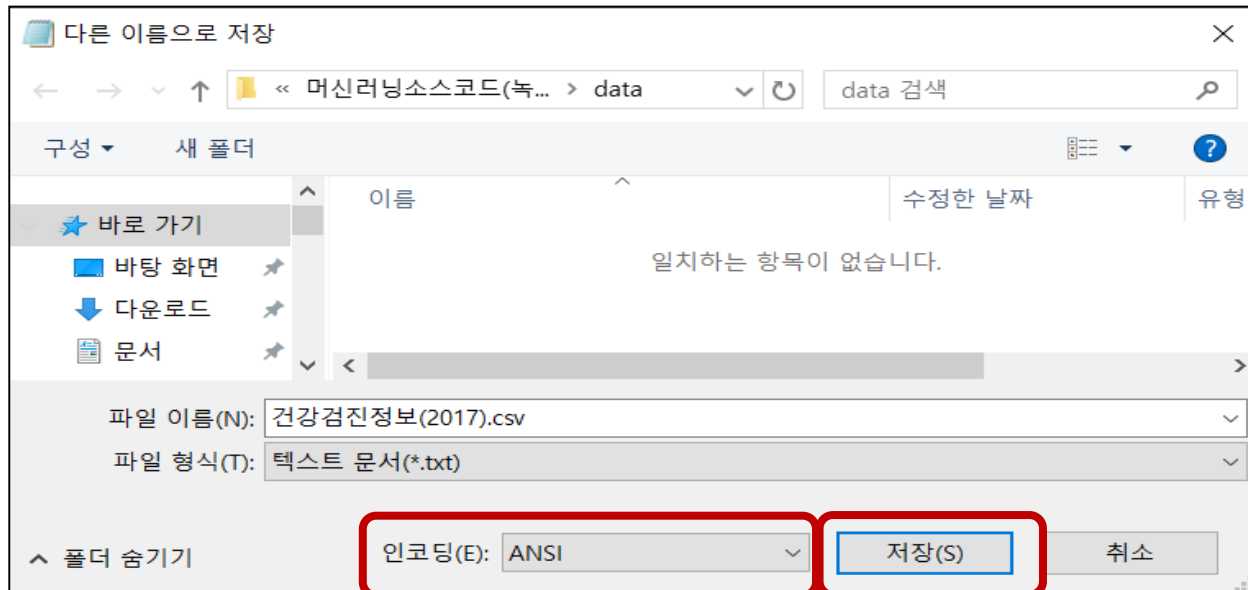 다른 이름으로 저장
« 머신러닝소스코드(녹... > data
data 검색
구성
새 폴더
이름
수정한 날짜
유형
바로 가기
바탕 화면
다운로드
문서
일치하는 항목이 없습니다.
파일 이름(N): 건강검진정보(2017).csv
파일 형식(T): 텍스트 문서(*.txt)
폴더 숨기기
인코딩(E): ANSI
저장(S)
취소